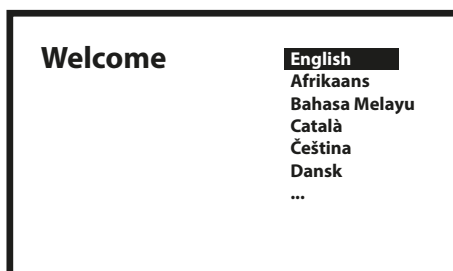 Welcome
English
Afrikaans
Bahasa Melayu
Català
Čeština
Dansk
...